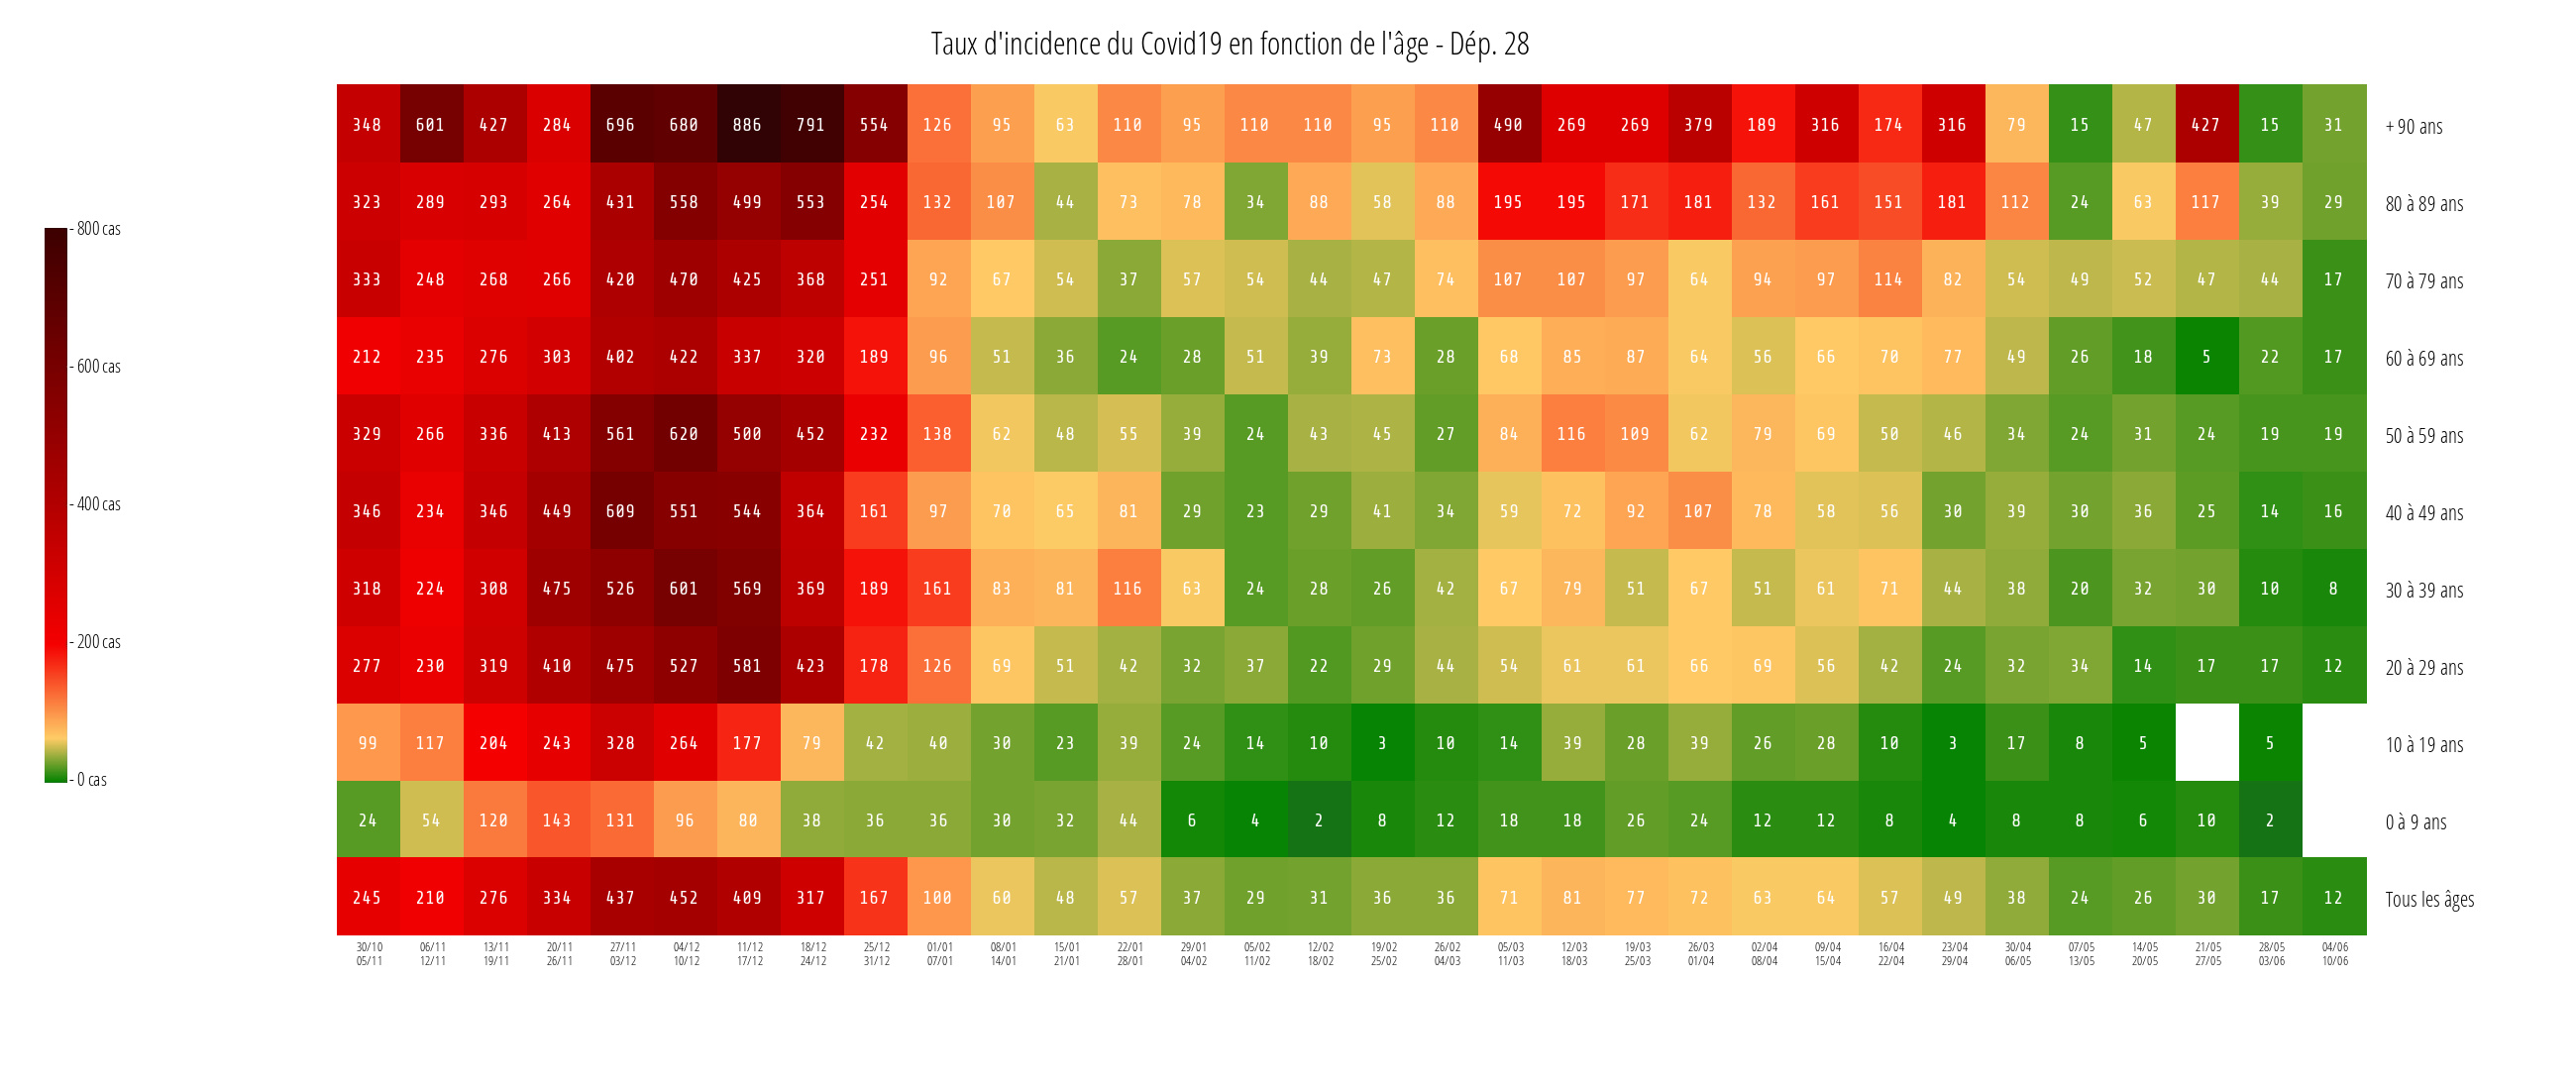 Taux d'incidence du Covid19 en fonction de l'âge - Dép. 28
- 800 cas
- 600 cas
- 400 cas
- 200 cas
- 0 cas
348 601 427 284 696 680 886 791 554 126 95 63 110 95 110 110 95 110 490 269 269 379 189 316 174 316 79 15 47 427 15 31 + 90 ans
323 289 293 264 431 558 499 553 254 132 107 44 73 78 34 88 58 88 195 195 171 181 132 161 151 181 112 24 63 117 39 29 80 à 89 ans
333 248 268 266 420 470 425 368 251 92 67 54 37 57 54 44 47 74 107 107 97 64 94 97 114 82 54 49 52 47 44 17 70 à 79 ans
212 235 276 303 402 422 337 320 189 96 51 36 24 28 51 39 73 28 68 85 87 64 56 66 70 77 49 26 18 5 22 17 60 à 69 ans
329 266 336 413 561 620 500 452 232 138 62 48 55 39 24 43 45 27 84 116 109 62 79 69 50 46 34 24 31 24 19 19 50 à 59 ans
346 234 346 449 609 551 544 364 161 97 70 65 81 29 23 29 41 34 59 72 92 107 78 58 56 30 39 30 36 25 14 16 40 à 49 ans
318 224 308 475 526 601 569 369 189 161 83 81 116 63 24 28 26 42 67 79 51 67 51 61 71 44 38 20 32 30 10 8 30 à 39 ans
277 230 319 410 475 527 581 423 178 126 69 51 42 32 37 22 29 44 54 61 61 66 69 56 42 24 32 34 14 17 17 12 20 à 29 ans
99 117 204 243 328 264 177 79 42 40 30 23 39 24 14 10 3 10 14 39 28 39 26 28 10 3 17 8 5 5 10 à 19 ans
24 54 120 143 131 96 80 38 36 36 30 32 44 6 4 2 8 12 18 18 26 24 12 12 8 4 8 8 6 10 2 0 à 9 ans
245 210 276 334 437 452 409 317 167 100 60 48 57 37 29 31 36 36 71 81 77 72 63 64 57 49 38 24 26 30 17 12 Tous les âges
30/10 06/11 13/11 20/11 27/11 04/12 11/12 18/12 25/12 01/01 08/01 15/01 22/01 29/01 05/02 12/02 19/02 26/02 05/03 12/03 19/03 26/03 02/04 09/04 16/04 23/04 30/04 07/05 14/05 21/05 28/05 04/06
05/11 12/11 19/11 26/11 03/12 10/12 17/12 24/12 31/12 07/01 14/01 21/01 28/01 04/02 11/02 18/02 25/02 04/03 11/03 18/03 25/03 01/04 08/04 15/04 22/04 29/04 06/05 13/05 20/05 27/05 03/06 10/06